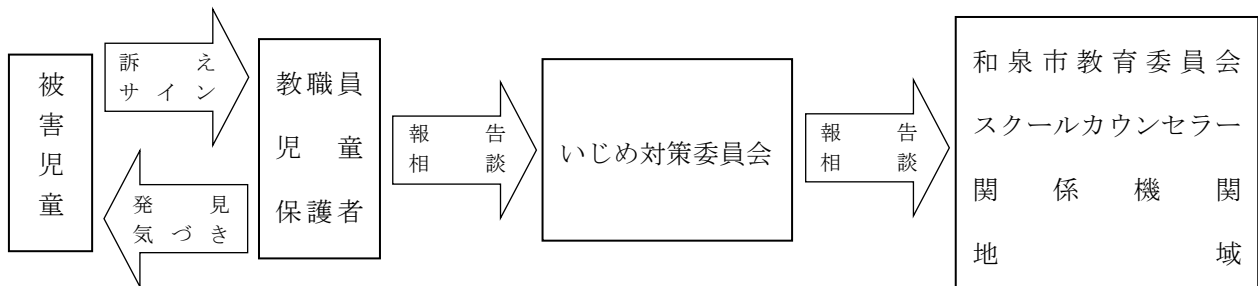 被害児童
訴え
サイン
発見
気づき
教職員
児童
保護者
報告
相談
いじめ対策委員会
報告
相談
和泉市教育委員会
スクールカウンセラー
関係機関
地域